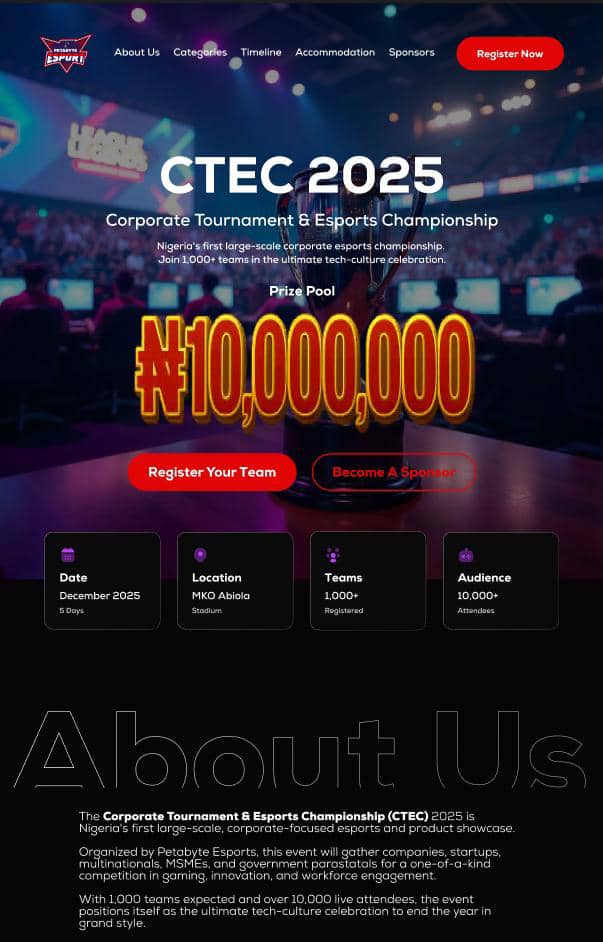 PETABYTE
ESPORT
About Us
Categories
Timeline
Accommodation
Sponsors
Register Now
LEAGUE
CTEC 2025
Corporate Tournament & Esports Championship
Nigeria's first large-scale corporate esports championship.
Join 1,000+ teams in the ultimate tech-culture celebration.
Prize Pool
₦10,000,000
Register Your Team
Become A Sponsor
Date
December 2025
5 Days
Location
MKO Abiola
Stadium
Teams
1,000+
Registered
Audience
10,000+
Attendees
About Us
The Corporate Tournament & Esports Championship (CTEC) 2025 is
Nigeria's first large-scale, corporate-focused esports and product showcase.
Organized by Petabyte Esports, this event will gather companies, startups,
multinationals, MSMEs, and government parastatals for a one-of-a-kind
competition in gaming, innovation, and workforce engagement.
With 1,000 teams expected and over 10,000 live attendees, the event
positions itself as the ultimate tech-culture celebration to end the year in
grand style.